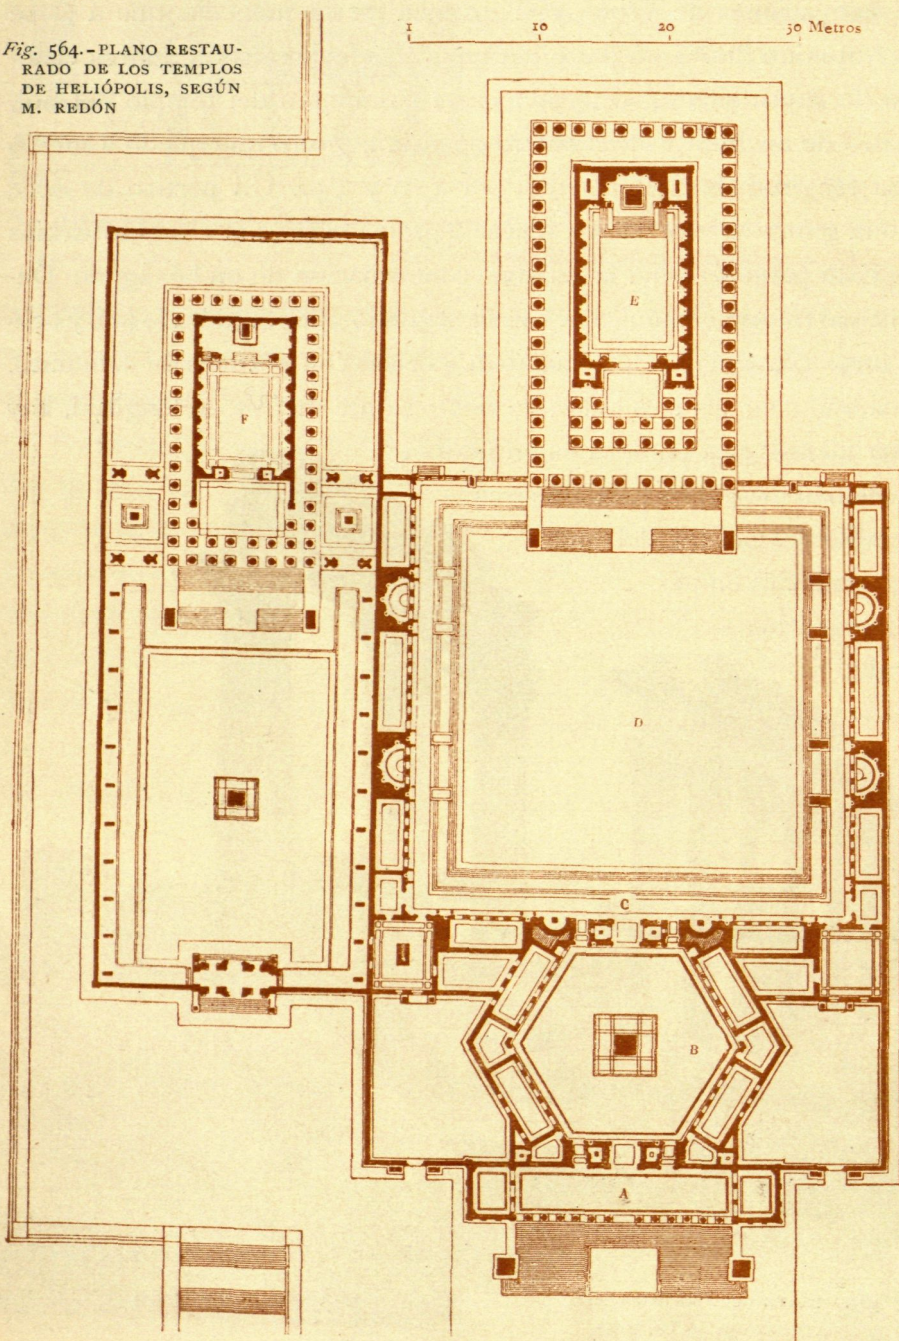 Fig. 564.-PLANO RESTAU-
RADO DE LOS TEMPLOS
DE HELIÓPOLIS, SEGÚN
M. REDÓN
1 10 20 30 Metros
E
F
D
C
B
A